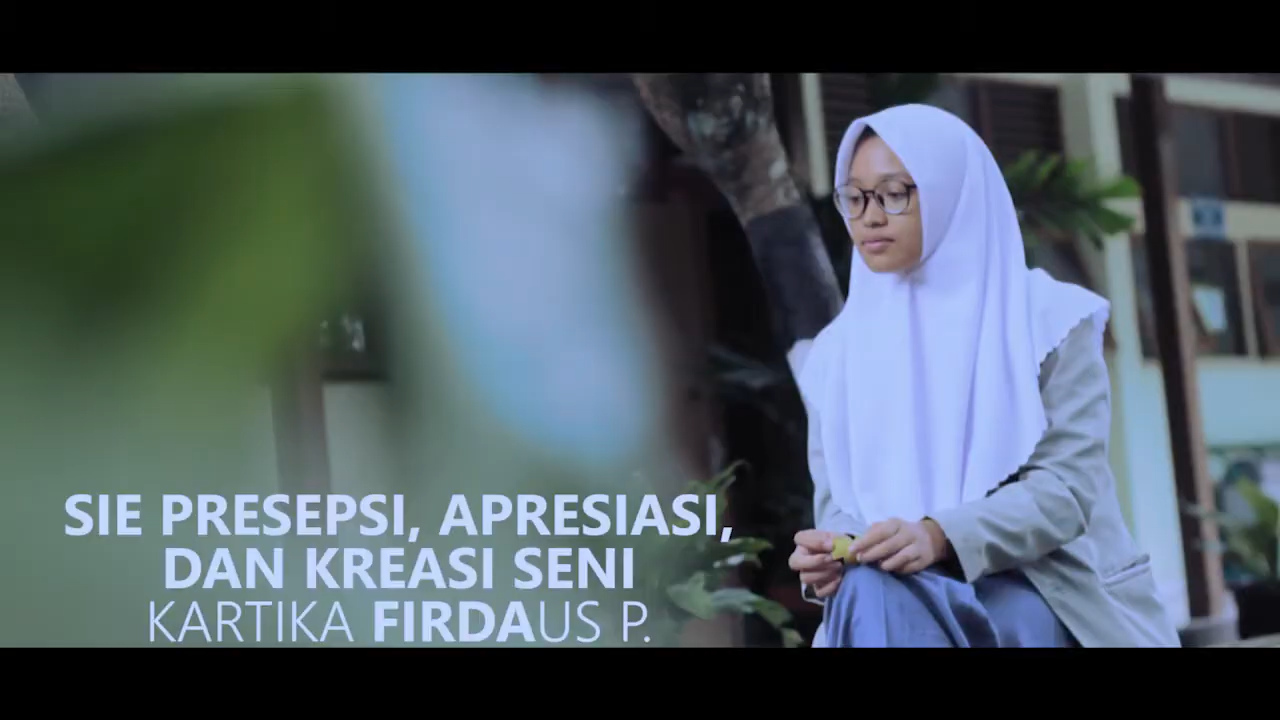 SIE PRESEPSI, APRESIASI,
DAN KREASI SENI
KARTIKA FIRDAUS P.